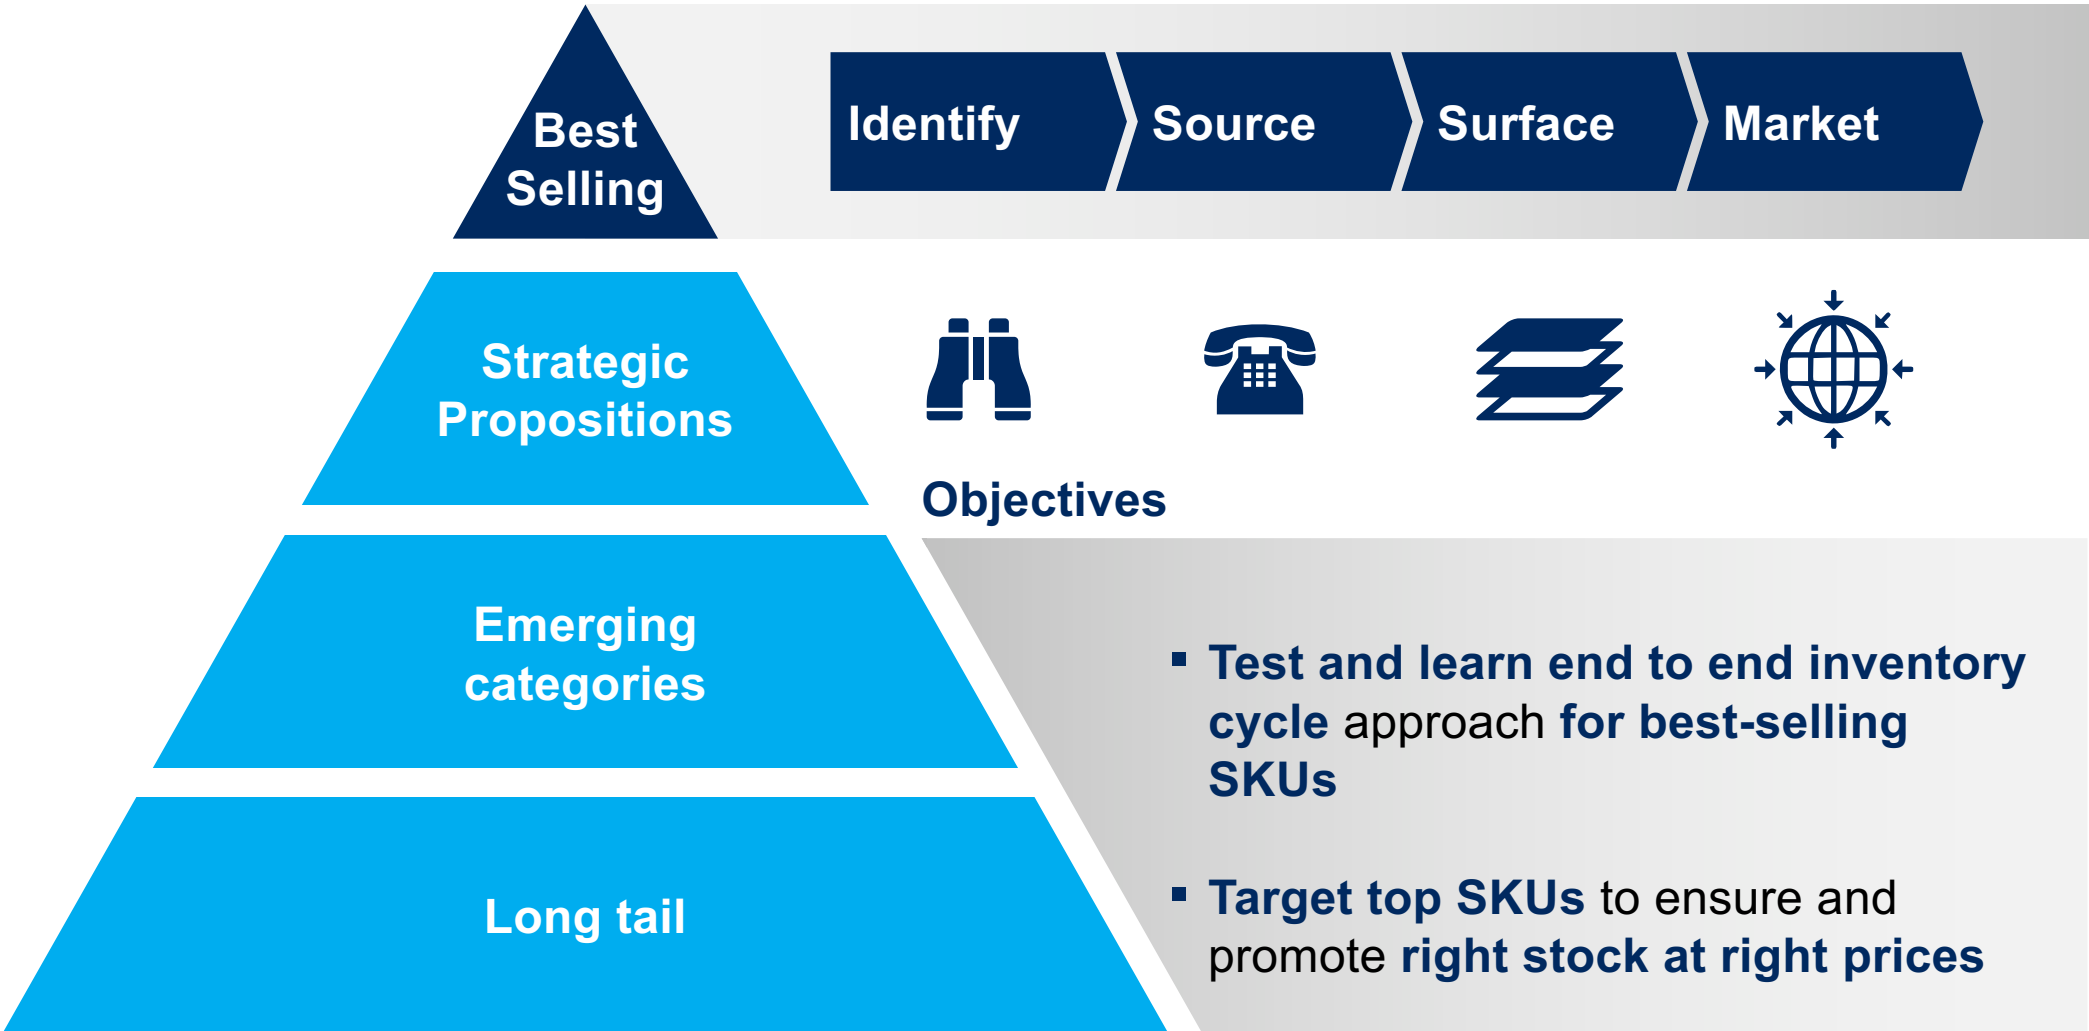 Best
Selling
Identify
Source
Surface
Market
Strategic
Propositions
Objectives
Emerging
categories
Long tail
▪ Test and learn end to end inventory
cycle approach for best-selling
SKUs
▪ Target top SKUs to ensure and
promote right stock at right prices